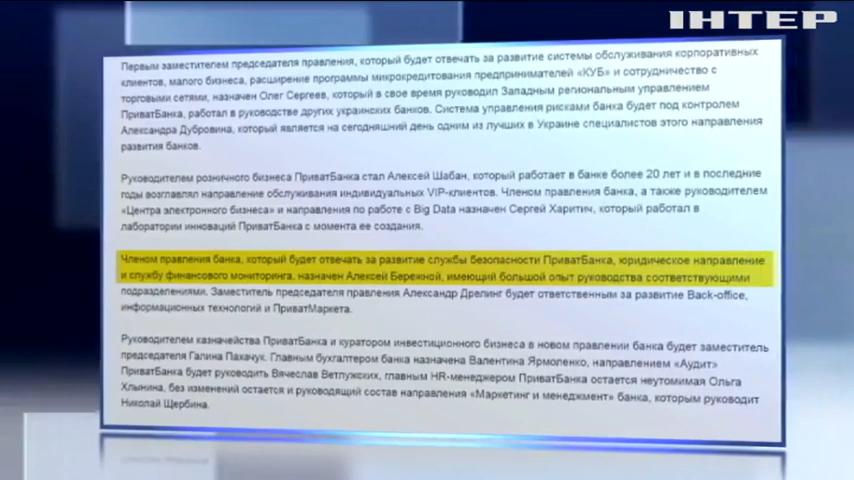 ІНТЕР
Первым заместителем председателя правления, который будет отвечать за развитие системы обслуживания корпоративных
клиентов, малого бизнеса, расширение программы микрокредитования предпринимателей «КУБ» и сотрудничество с
торговыми сетями, назначен Олег Сергеев, который в свое время руководил Западным региональным управлением
ПриватБанка, работал в руководстве других украинских банков. Система управления рисками банка будет под контролем
Александра Дубровина, который является на сегодняшний день одним из лучших в Украине специалистов этого направления
развития банков.
Руководителем розничного бизнеса ПриватБанка стал Алексей Шабан, который работает в банке более 20 лет и в последние
годы возглавлял направление обслуживания индивидуальных VIP-клиентов. Членом правления банка, а также руководителем
«Центра электронного бизнеса» и направления по работе с Big Data назначен Сергей Харитич, который работал в
лаборатории инноваций ПриватБанка с момента ее создания.
Членом правления банка, который будет отвечать за развитие службы безопасности ПриватБанка, юридическое направление
и службу финансового мониторинга, назначен Алексей Бережной, имеющий большой опыт руководства соответствующими
подразделениями. Заместитель председателя правления Александр Дрелинг будет ответственным за развитие Back-office,
информационных технологий и ПриватМаркета.
Руководителем казначейства ПриватБанка и куратором инвестиционного бизнеса в новом правлении банка будет заместитель
председателя Галина Пахачук. Главным бухгалтером банка назначена Валентина Ярмоленко, направлением «Аудит»
ПриватБанка будет руководить Вячеслав Ветлужских, главным HR-менеджером ПриватБанка остается неутомимая Ольга
Хлынина, без изменений остается и руководящий состав направления «Маркетинг и менеджмент» банка, которым руководит
Николай Щербина.